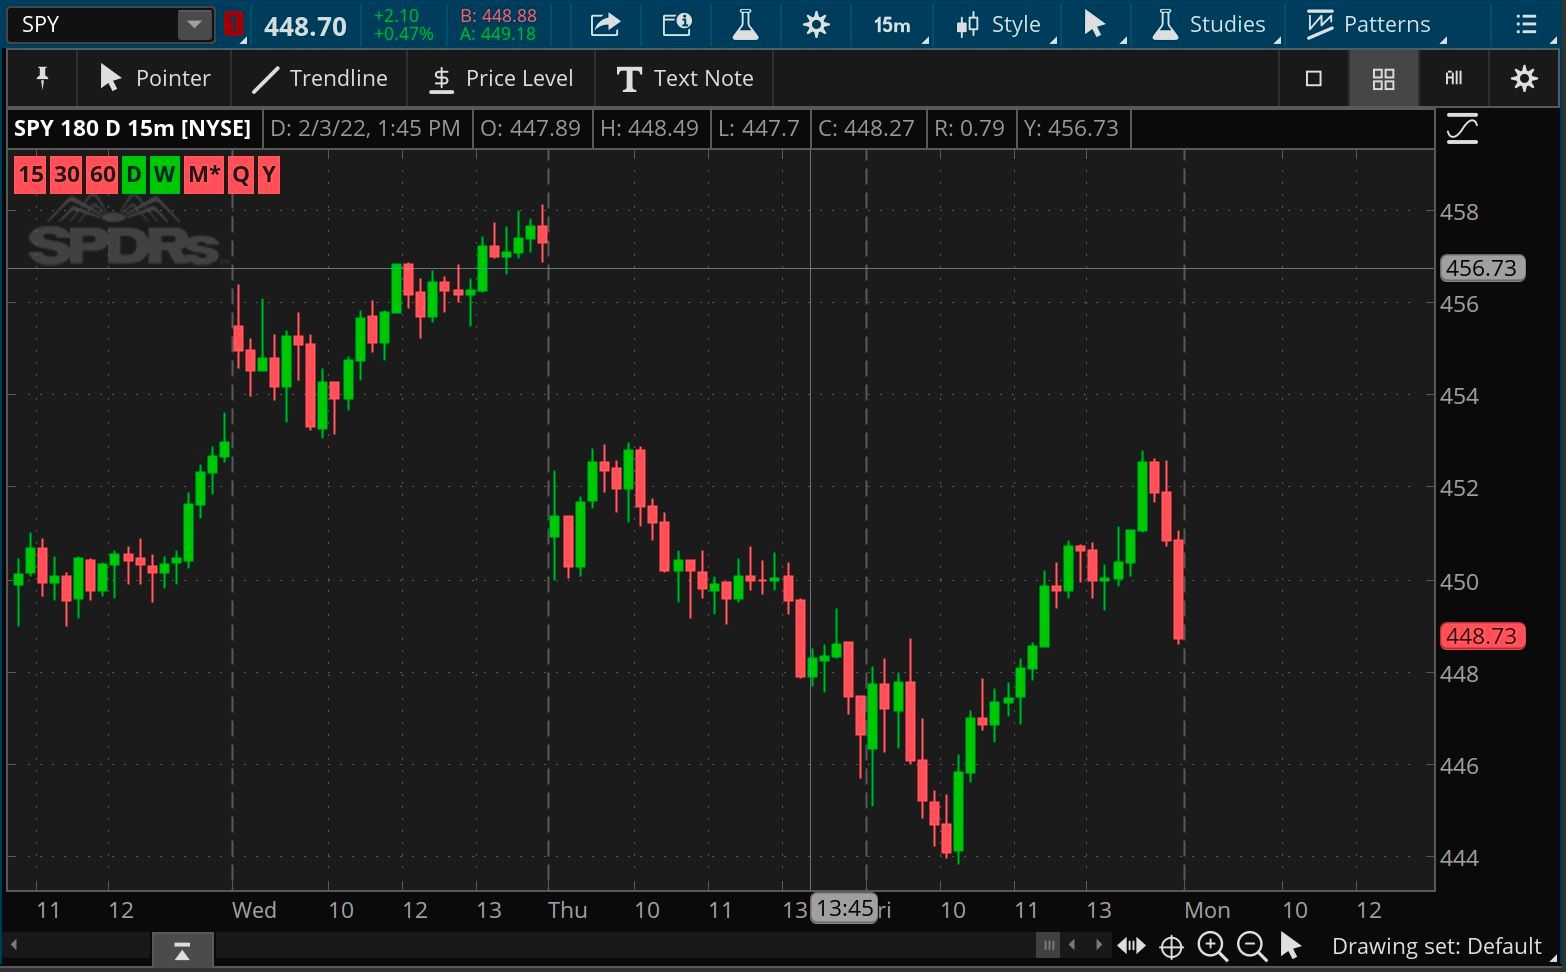 SPY 1 448.70 +2.10 B: 448.88 15m Style Studies Patterns
+0.47% A: 449.18
Pointer Trendline $ Price Level T Text Note All
SPY 180 D 15m [NYSE] D: 2/3/22, 1:45 PM O: 447.89 H: 448.49 L: 447.7 C: 448.27 R: 0.79 Y: 456.73
15 30 60 D W M* Q Y
SPDRs
458
456.73
456
454
452
450
448.73
448
446
444
11 12 Wed 10 12 13 Thu 10 11 13 13:45 ri 10 11 13 Mon 10 12
Drawing set: Default